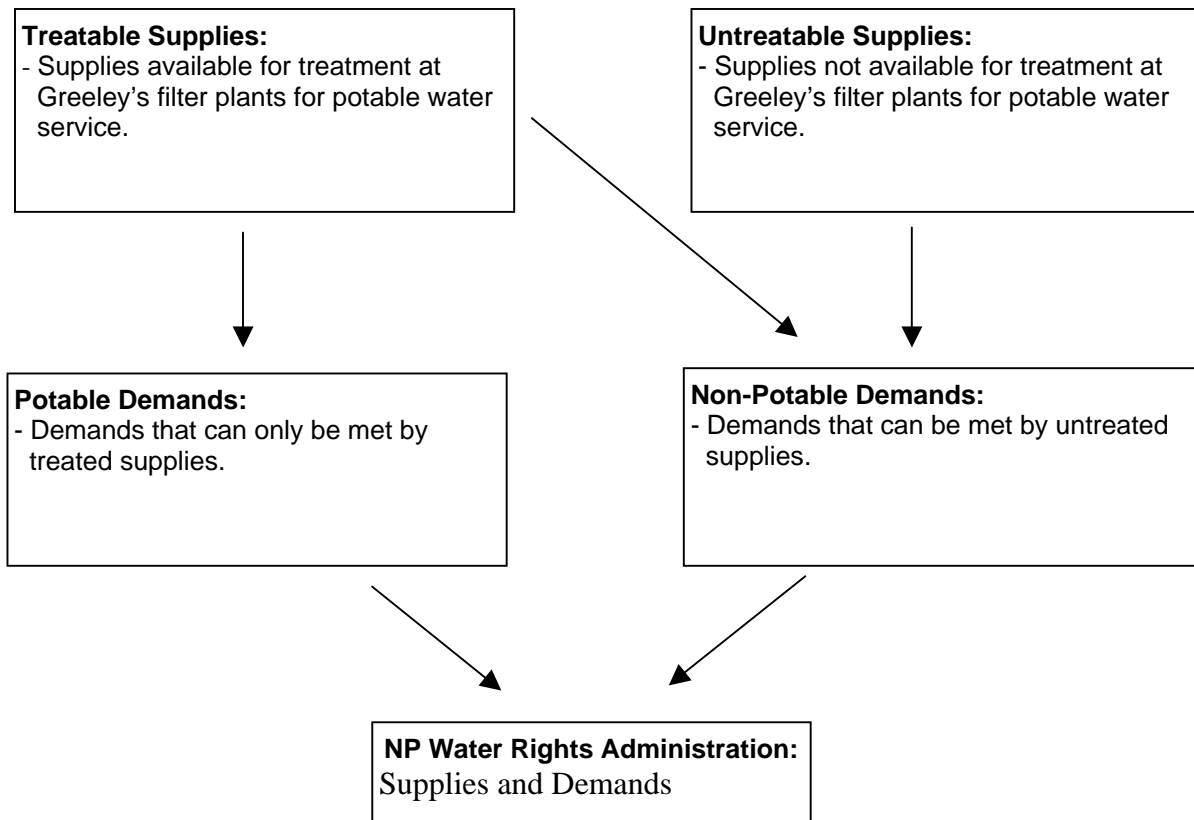 Treatable Supplies:
- Supplies available for treatment at
Greeley's filter plants for potable water
service.
Untreatable Supplies:
- Supplies not available for treatment at
Greeley's filter plants for potable water
service.
Potable Demands:
- Demands that can only be met by
treated supplies.
Non-Potable Demands:
- Demands that can be met by untreated
supplies.
NP Water Rights Administration:
Supplies and Demands